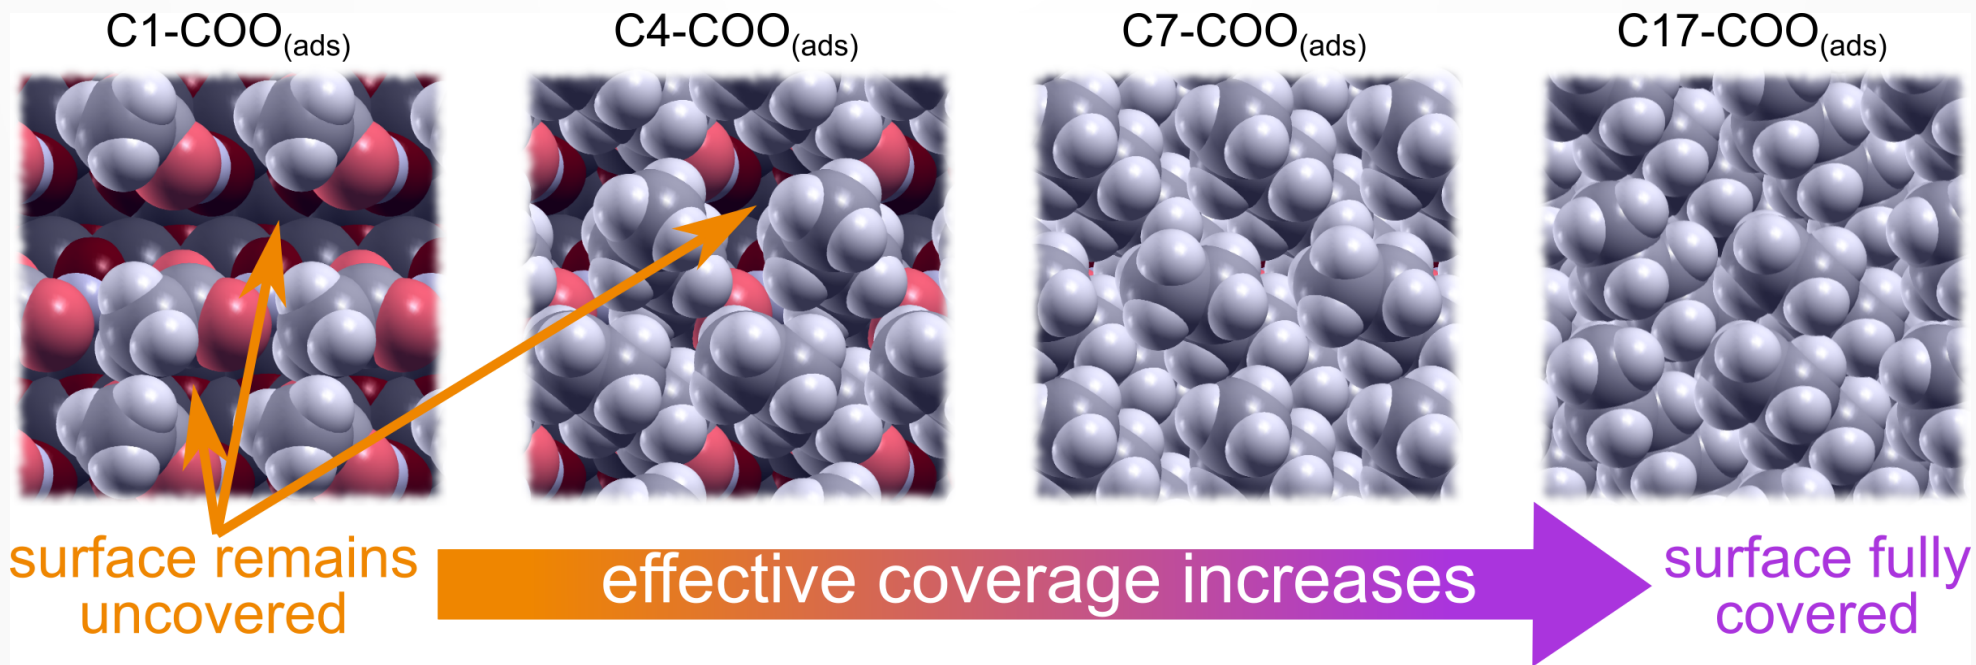 C1-COO(ads)
C4-COO(ads)
C7-COO(ads)
C17-COO(ads)
surface remains
uncovered
effective coverage increases
surface fully
covered